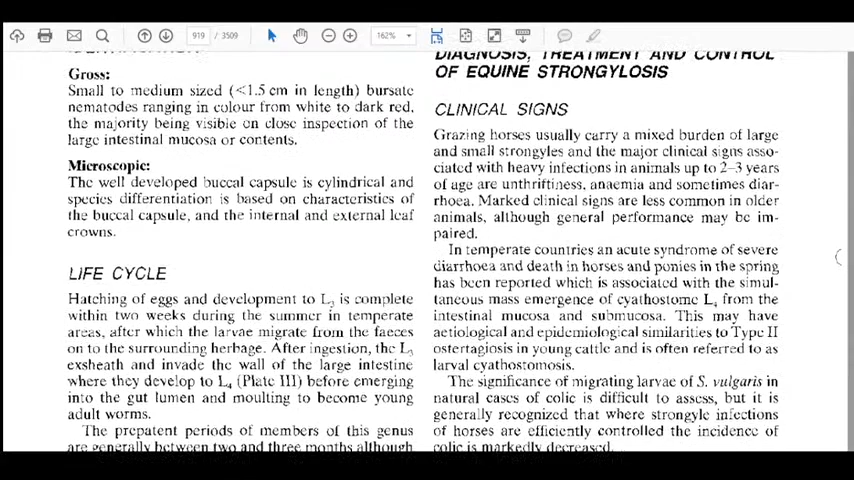 919 / 3509
162%
Gross:
Small to medium sized (<1.5 cm in length) bursate
nematodes ranging in colour from white to dark red,
the majority being visible on close inspection of the
large intestinal mucosa or contents.
Microscopic:
The well developed buccal capsule is cylindrical and
species differentiation is based on characteristics of
the buccal capsule, and the internal and external leaf
crowns.
LIFE CYCLE
Hatching of eggs and development to L3 is complete
within two weeks during the summer in temperate
areas, after which the larvae migrate from the faeces
on to the surrounding herbage. After ingestion, the L3
exsheath and invade the wall of the large intestine
where they develop to L4 (Plate III) before emerging
into the gut lumen and moulting to become young
adult worms.
The prepatent periods of members of this genus
are generally between two and three months although
DIAGNOSIS, TREATMENT AND CONTROL
OF EQUINE STRONGYLOSIS
CLINICAL SIGNS
Grazing horses usually carry a mixed burden of large
and small strongyles and the major clinical signs asso-
ciated with heavy infections in animals up to 2–3 years
of age are unthriftiness, anaemia and sometimes diar-
rhoea. Marked clinical signs are less common in older
animals, although general performance may be im-
paired.
In temperate countries an acute syndrome of severe
diarrhoea and death in horses and ponies in the spring
has been reported which is associated with the simul-
taneous mass emergence of cyathostome L4 from the
intestinal mucosa and submucosa. This may have
aetiological and epidemiological similarities to Type II
ostertagiosis in young cattle and is often referred to as
larval cyathostomosis.
The significance of migrating larvae of S. vulgaris in
natural cases of colic is difficult to assess, but it is
generally recognized that where strongyle infections
of horses are efficiently controlled the incidence of
colic is markedly decreased.